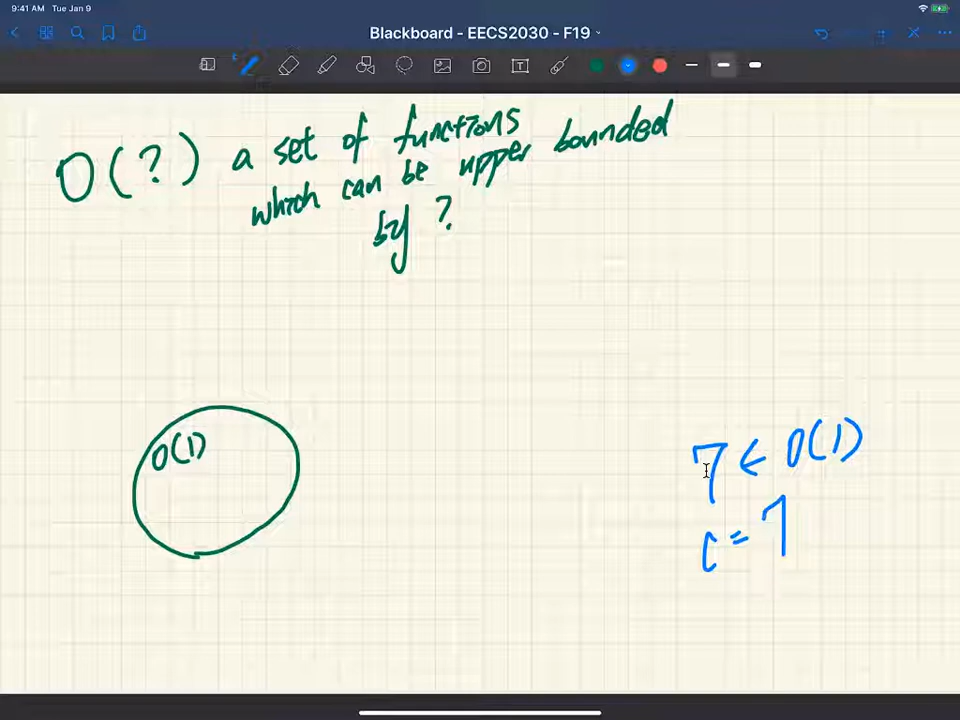 9:41 AM Tue Jan 9
Blackboard - EECS2030 - F19
O(?) a set of functions
which can be upper bounded
by ?
O(1)
7 ∈ O(1)
c = 7